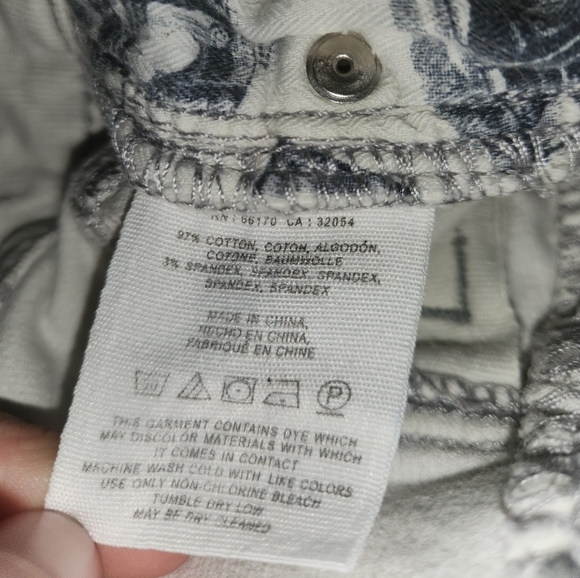 RN: 66170 CA: 32054
97% COTTON, COTON, ALGODÓN,
COTONE, BAUMWOLLE
3% SPANDEX, SPANDEX, SPANDEX,
SPANDEX, SPANDEX
MADE IN CHINA,
HECHO EN CHINA,
FABRIQUÉ EN CHINE
P
THIS GARMENT CONTAINS DYE WHICH
MAY DISCOLOR MATERIALS WITH WHICH
IT COMES IN CONTACT
MACHINE WASH COLD WITH LIKE COLORS
USE ONLY NON-CHLORINE BLEACH
TUMBLE DRY LOW
MAY BE DRY CLEANED